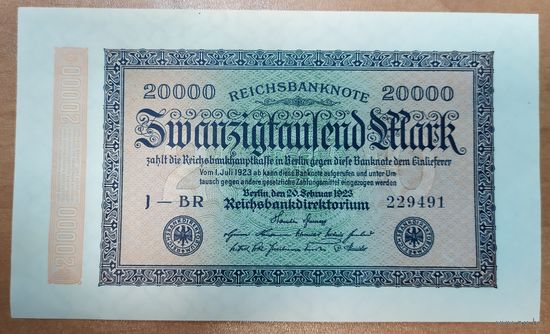 20000 REICHSBANKNOTE 20000
Zwanzigtausend Mark
zahlt die Reichsbankhauptkasse in Berlin gegen diese Banknote dem Einlieferer
Vom 1. Juli 1923 ab kann diese Banknote aufgerufen und unter Um-
tausch gegen andere gesetzliche Zahlungsmittel eingezogen werden
Berlin, den 20. Februar 1923
J — BR Reichsbankdirektorium 229491
20000
20000